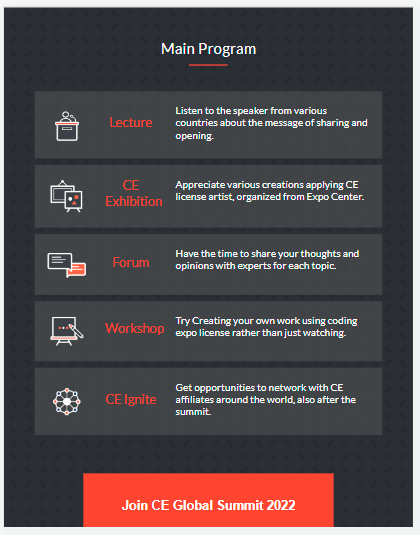 Main Program
Lecture
Listen to the speaker from various
countries about the message of sharing and
opening.
CE
Exhibition
Appreciate various creations applying CE
license artist, organized from Expo Center.
Forum
Have the time to share your thoughts and
opinions with experts for each topic.
Workshop
Try Creating your own work using coding
expo license rather than just watching.
CE Ignite
Get opportunities to network with CE
affiliates around the world, also after the
summit.
Join CE Global Summit 2022